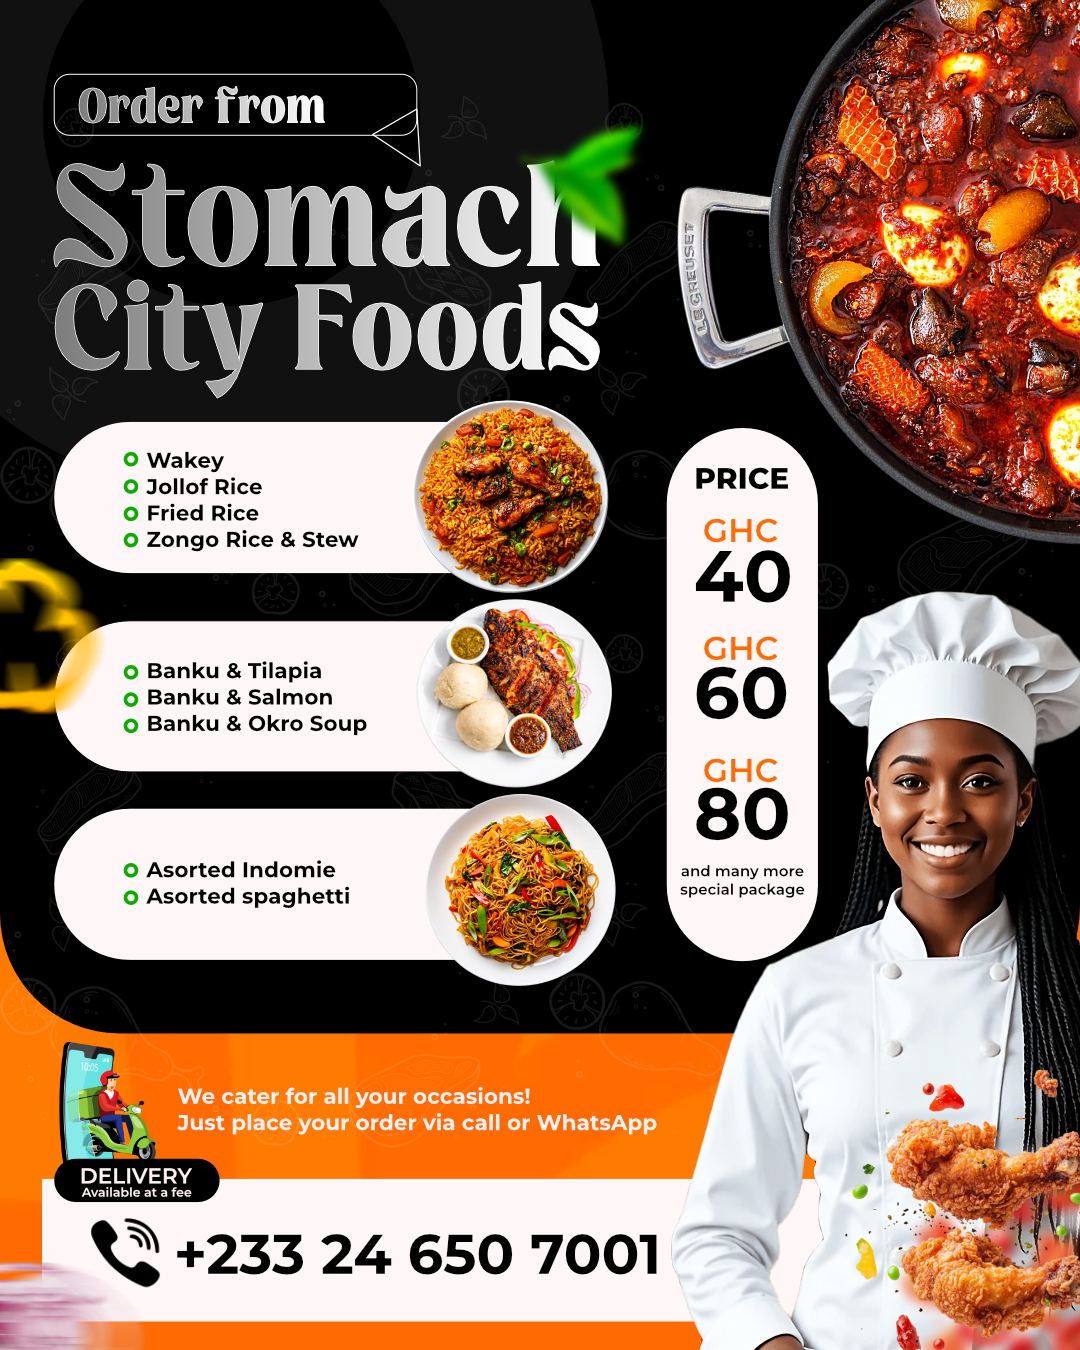 Order from
Stomach
City Foods
Wakey
Jollof Rice
Fried Rice
Zongo Rice & Stew
Banku & Tilapia
Banku & Salmon
Banku & Okro Soup
Asorted Indomie
Asorted spaghetti
PRICE
GHC
40
GHC
60
GHC
80
and many more
special package
LE CREUSET
10:05
We cater for all your occasions!
Just place your order via call or WhatsApp
DELIVERY
Available at a fee
+233 24 650 7001